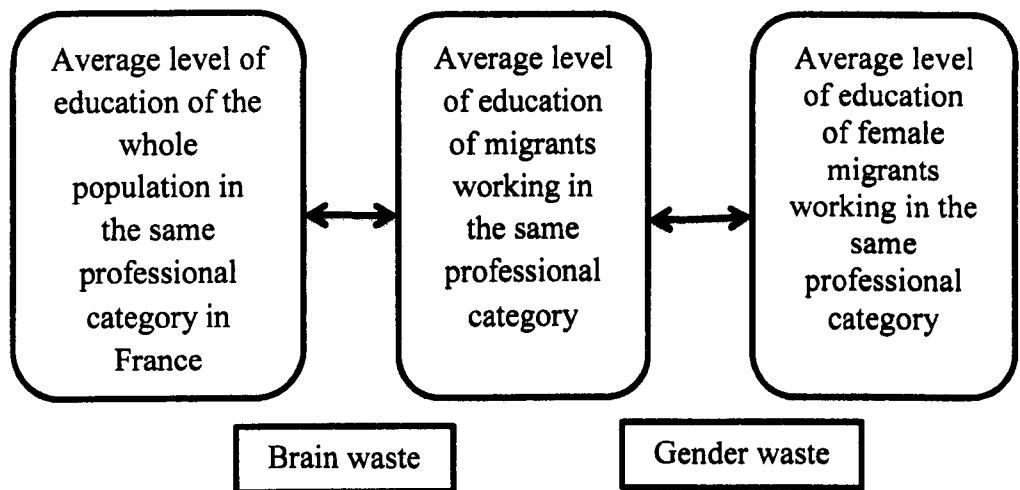 Average level of
education of the
whole
population in
the same
professional
category in
France
Average level
of education
of migrants
working in
the same
professional
category
Average level
of education
of female
migrants
working in the
same
professional
category
Brain waste
Gender waste